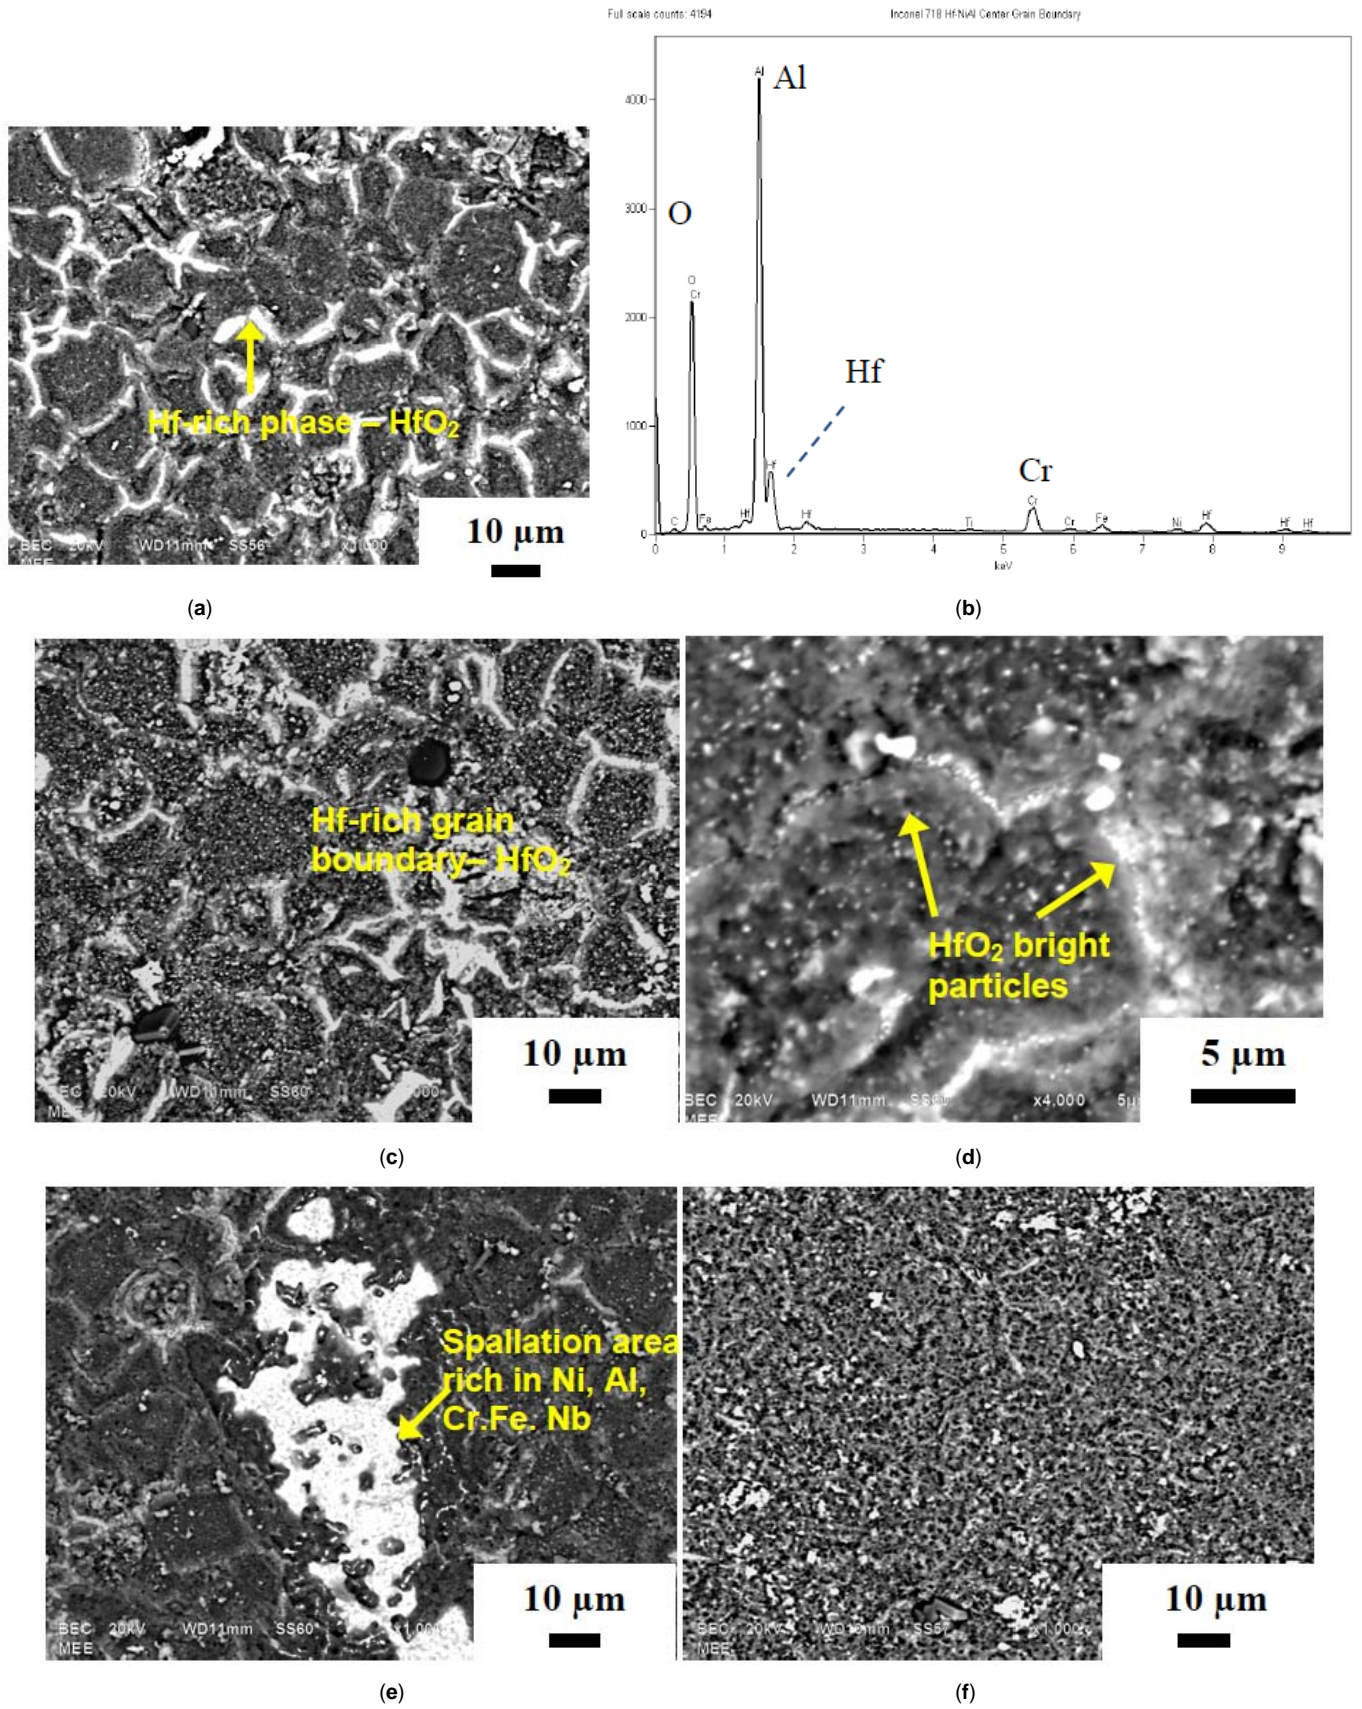 Full scale counts: 4194
Inconel 718 Hf-NiAl Center Grain Boundary
Al
Al
4000
3000
O
O
Cr
2000
Hf
1000
Hf
Cr
Cr
C
Fe
Hf
Hf
Ti
Cr
Fe
Ni
Hf
Hf
Hf
0
0
1
2
3
4
5
6
7
8
9
keV
Hf-rich phase – HfO₂
10 µm
BEC 20kV WD11mm SS56 x1,000
MEE
(a)
(b)
Hf-rich grain
boundary– HfO₂
10 µm
BEC 20kV WD11mm SS60
MEE
(c)
HfO₂ bright
particles
5 µm
BEC 20kV WD11mm x4,000 5µm
MEE
(d)
Spallation area
rich in Ni, Al,
Cr.Fe. Nb
10 µm
BEC 20kV WD11mm SS60 x1,000
MEE
(e)
10 µm
BEC 20kV SS57 x1,000
MEE
(f)